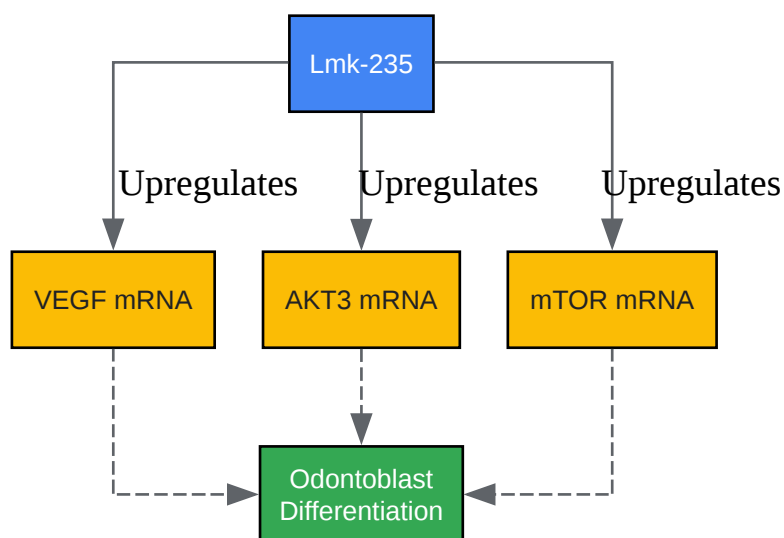 Lmk-235
Upregulates Upregulates Upregulates
VEGF mRNA AKT3 mRNA mTOR mRNA
Odontoblast
Differentiation